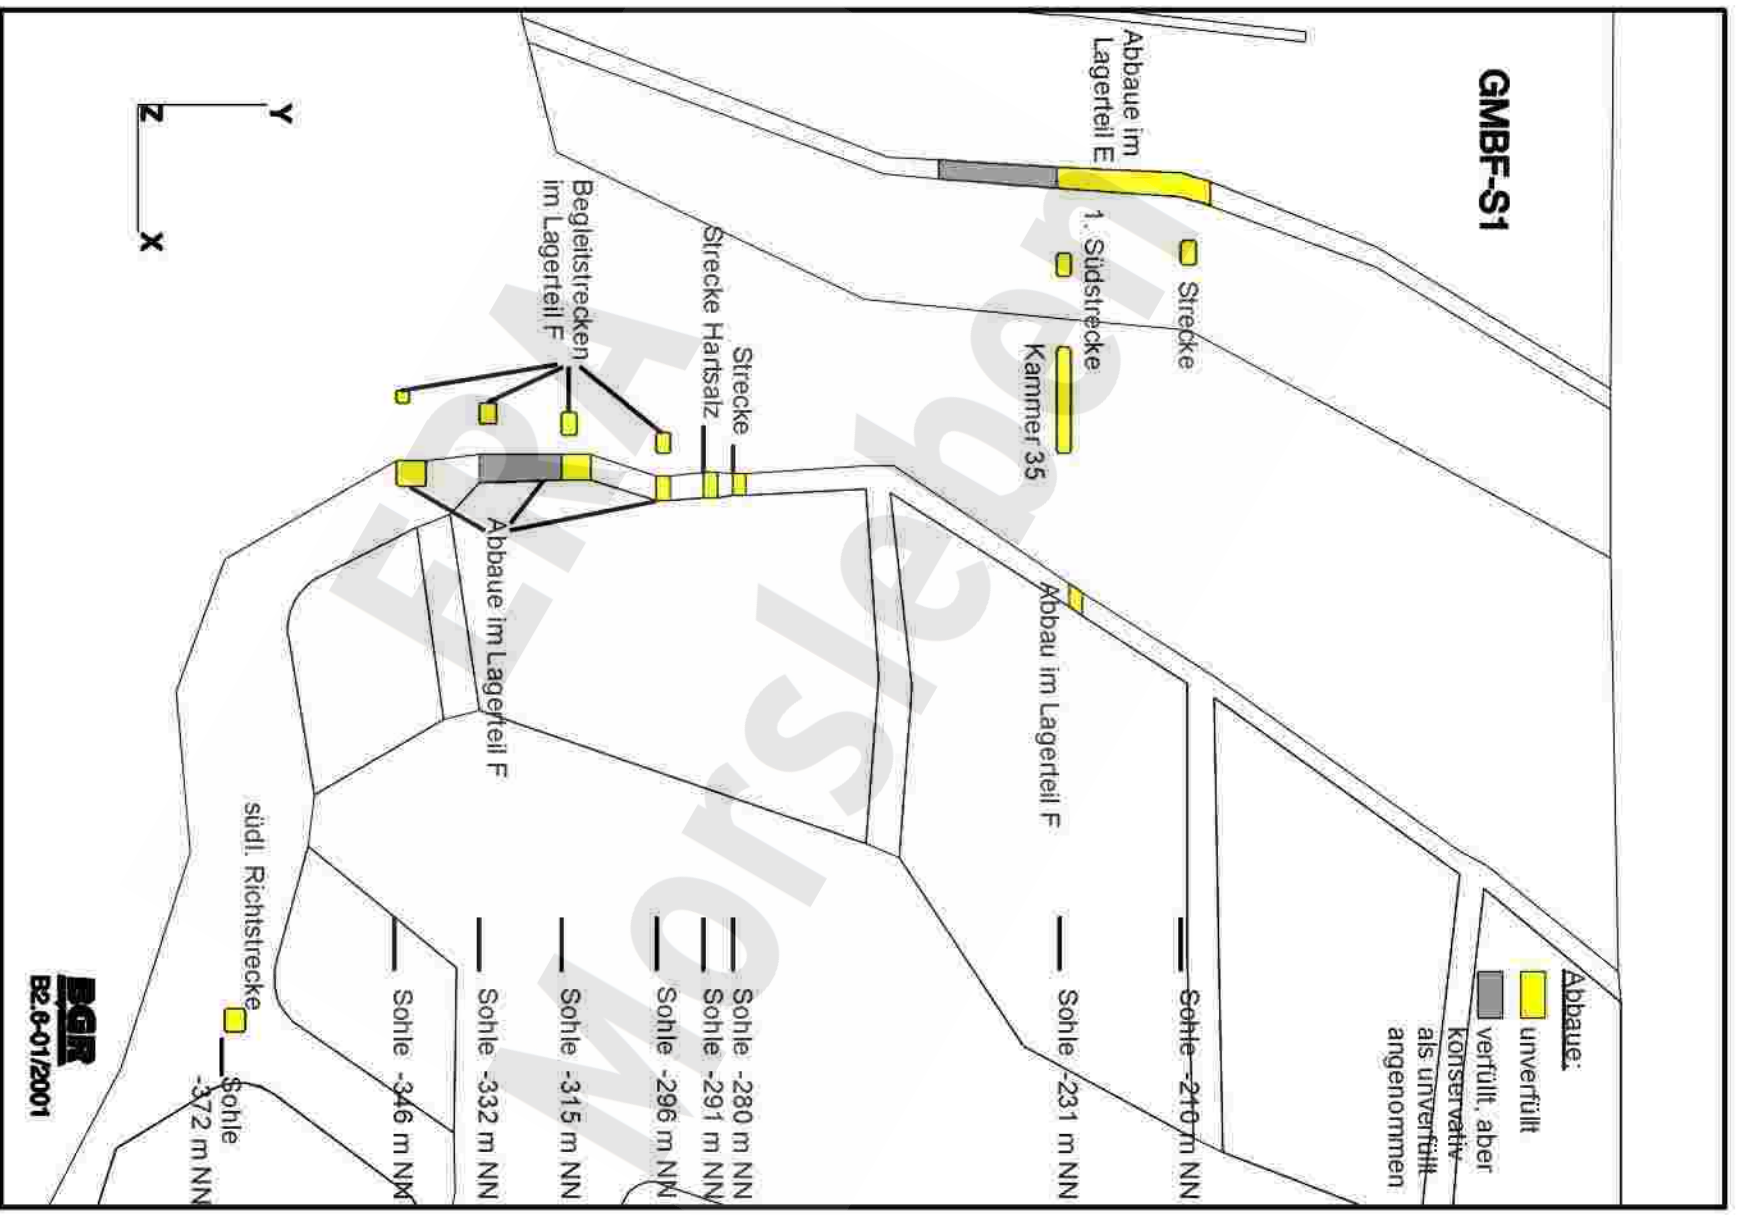 GMBF-S1
Abbaue im
Lagerteil E
Strecke
1. Südstrecke
Kammer 35
Strecke
Strecke Hartsalz
Begleitstrecken
im Lagerteil F
Abbau im Lagerteil F
Abbaue im Lagerteil F
südl. Richtstrecke
Abbaue:
unverfüllt
verfüllt, aber
konservativ
als unverfüllt
angenommen
Sohle -210 m NN
Sohle -231 m NN
Sohle -280 m NN
Sohle -291 m NN
Sohle -296 m NN
Sohle -315 m NN
Sohle -332 m NN
Sohle -346 m NN
Sohle
-372 m NN
Y
Z
X
BGR
B2.6-01/2001
ERA
Morsleben